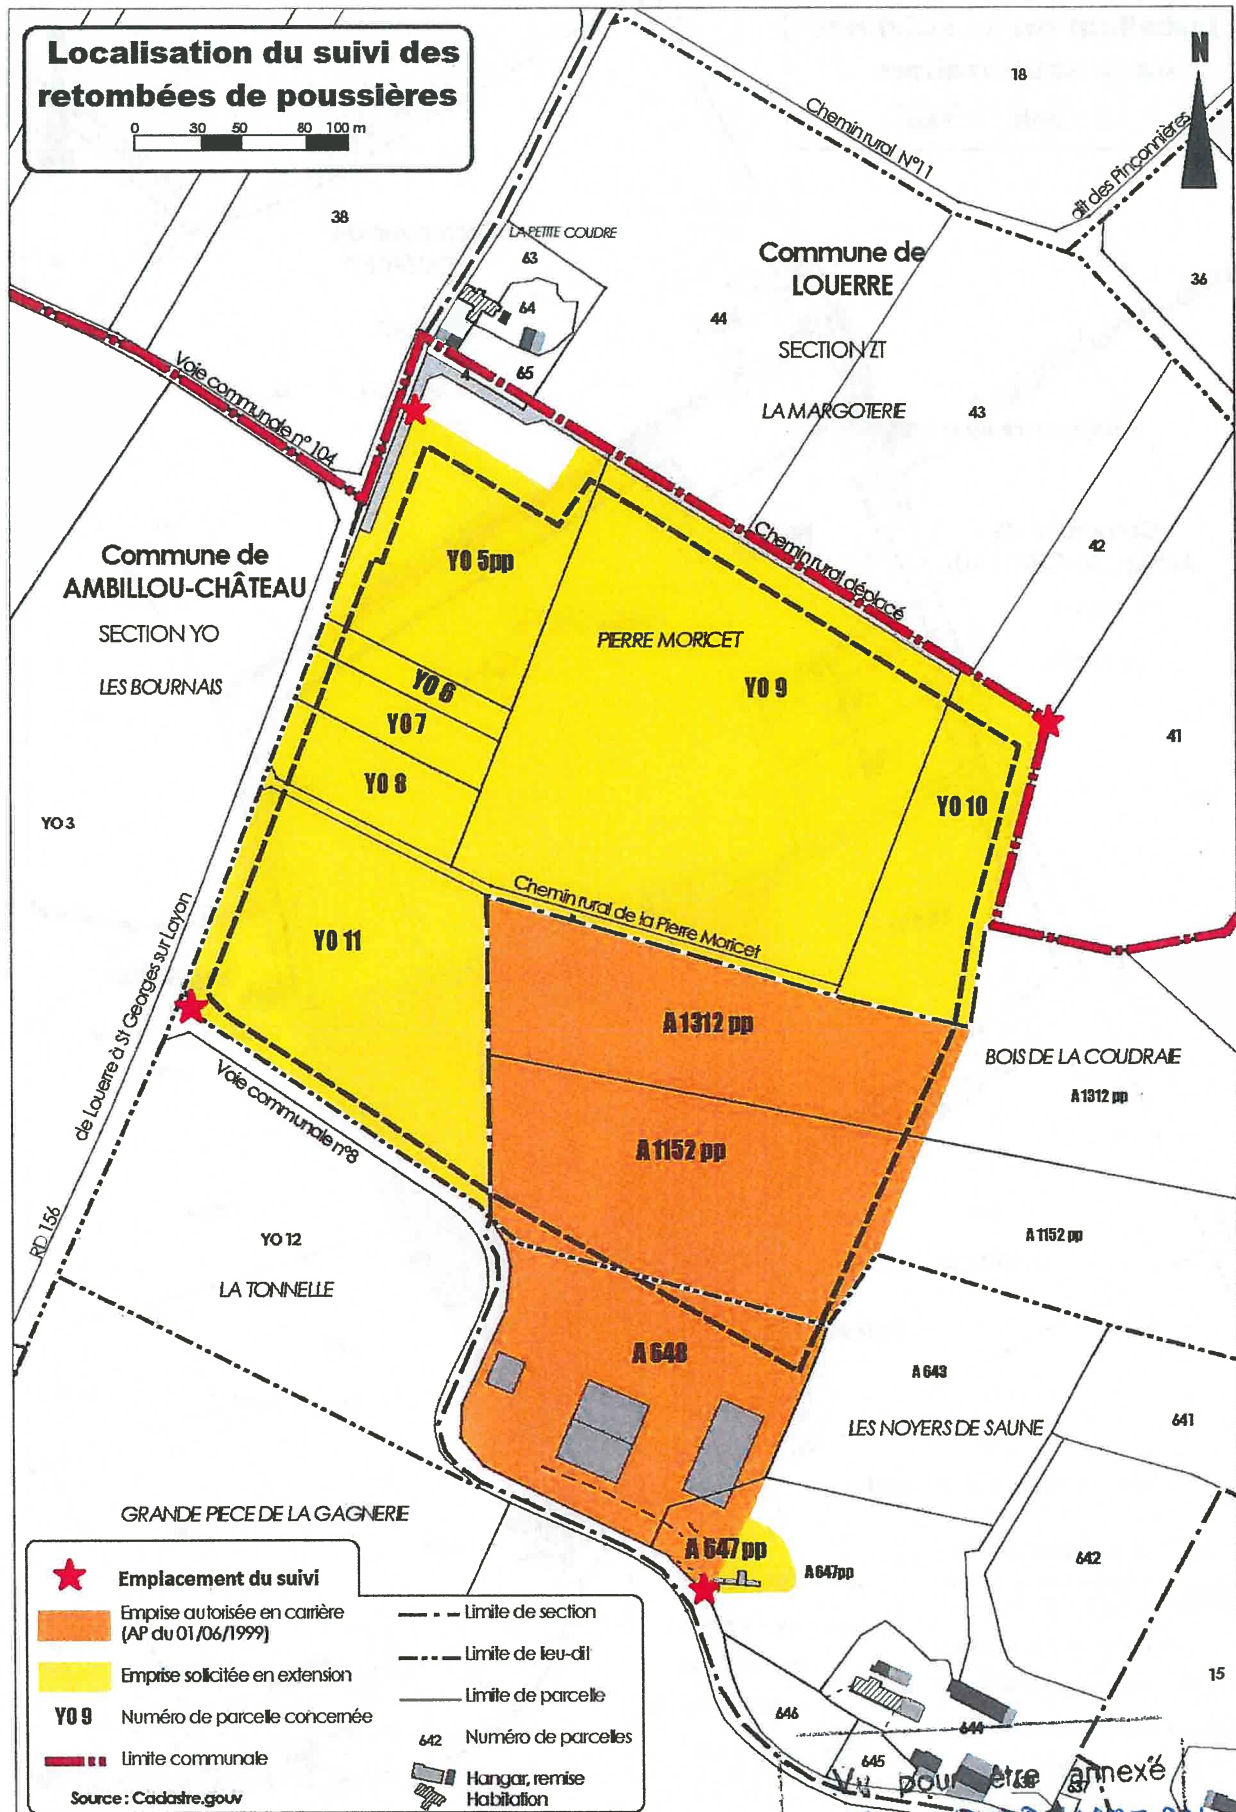 Localisation du suivi des
retombées de poussières
0 30 50 80 100 m
N
18
Chemin rural N°11
dit des Pinçonnières
38
LA PETITE COUDRE
63
64
65
4
Commune de
LOUERRE
SECTION ZT
LA MARGOTERIE
44
43
36
42
41
Voie communale n° 104
Commune de
AMBILLOU-CHÂTEAU
SECTION YO
LES BOURNAIS
YO 3
YO 5pp
PIERRE MORICET
Chemin rural déplacé
YO 6
YO 7
YO 8
YO 9
YO 10
Chemin rural de la Pierre Moricet
YO 11
de Louerre à St Georges sur Layon
RD 156
Voie communale n°8
A 1312 pp
BOIS DE LA COUDRAIE
A 1312 pp
A 1152 pp
A 1152 pp
YO 12
LA TONNELLE
A 648
A 643
LES NOYERS DE SAUNE
641
GRANDE PIECE DE LA GAGNERIE
A 647pp
A 647pp
642
15
646
644
645
637
Vu pour être annexé
Emplacement du suivi
Emprise autorisée en carrière
(AP du 01/06/1999)
Emprise sollicitée en extension
YO 9 Numéro de parcelle concernée
Limite communale
Source : Cadastre.gouv
Limite de section
Limite de lieu-dit
Limite de parcelle
642 Numéro de parcelles
Hangar, remise
Habitation